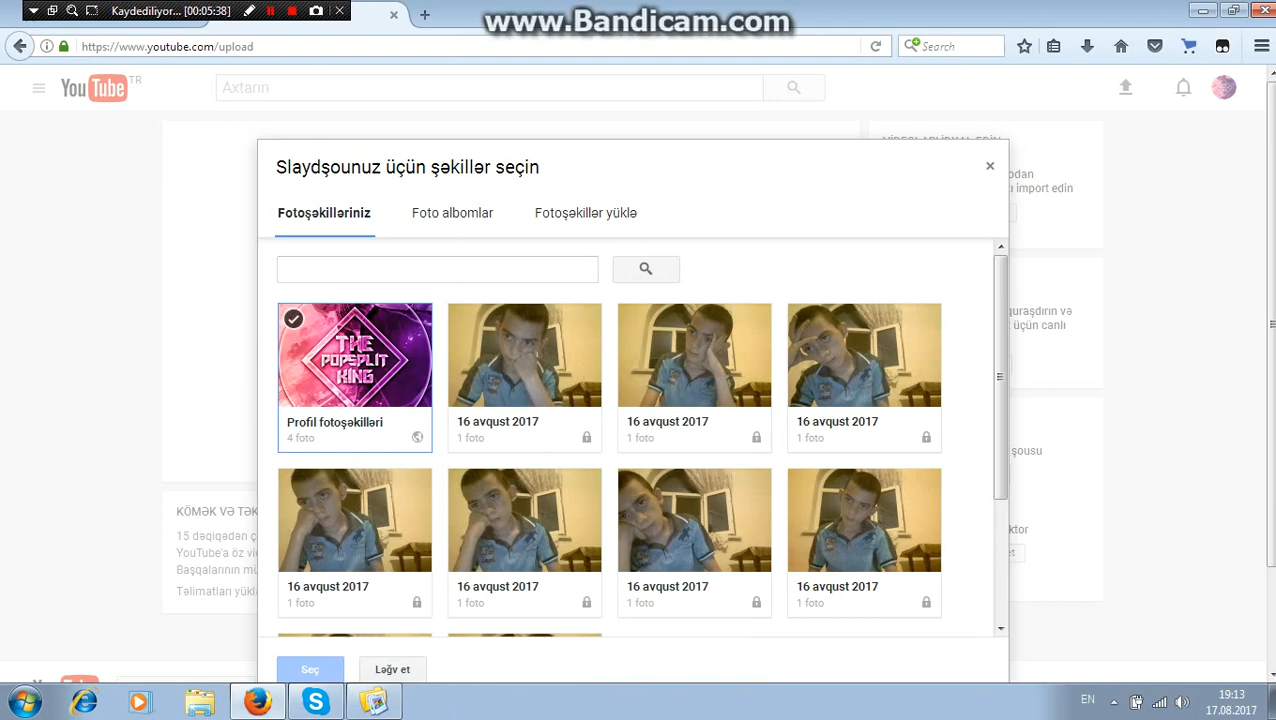 Kaydediliyor... 00:05:38
www.Bandicam.com
https://www.youtube.com/upload
Search
YouTube TR
Axtarın
Slaydşounuz üçün şəkillər seçin
Fotoşəkilləriniz Foto albomlar Fotoşəkillər yüklə
odan
ı import edin
THE
POPSPLIT
KING
Profil fotoşəkilləri
4 foto
16 avqust 2017
1 foto
16 avqust 2017
1 foto
16 avqust 2017
1 foto
quraşdırın və
üçün canlı
şousu
16 avqust 2017
1 foto
16 avqust 2017
1 foto
16 avqust 2017
1 foto
16 avqust 2017
1 foto
KÖMƏK VƏ TƏK
15 dəqiqədən ç
YouTube'a öz vi
Başqalarının mü
Təlimatları yüklə
ktor
et
Seç Ləğv et
EN
19:13
17.08.2017